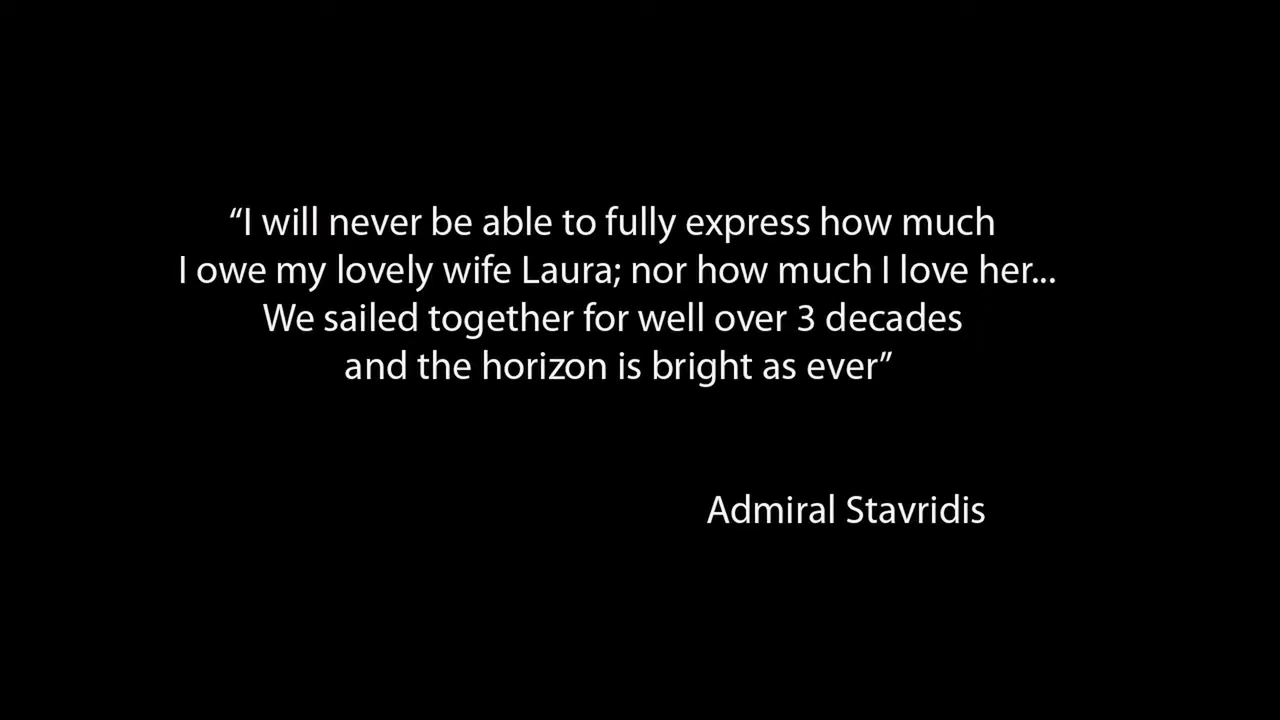 “I will never be able to fully express how much
I owe my lovely wife Laura; nor how much I love her...
We sailed together for well over 3 decades
and the horizon is bright as ever”
Admiral Stavridis